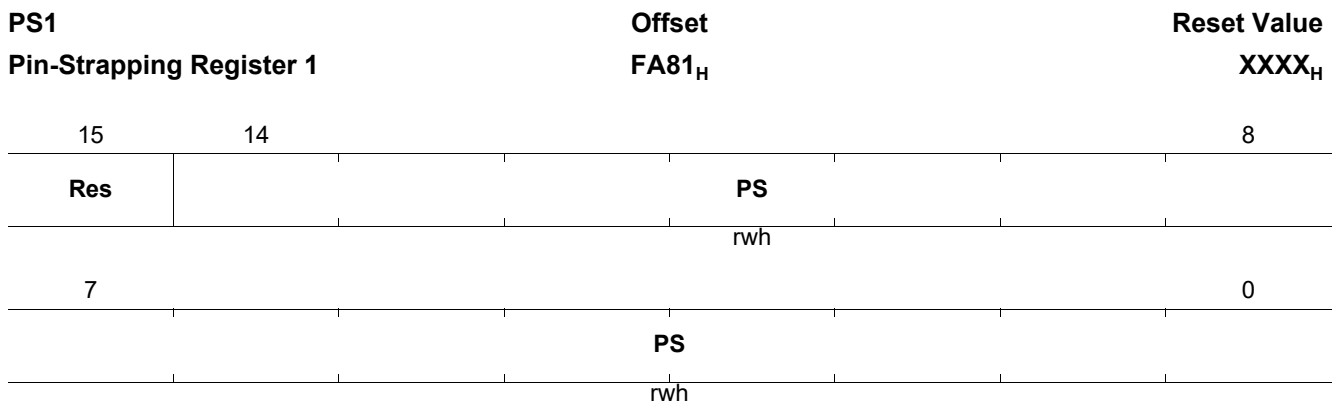 PS1 Offset Reset Value
Pin-Strapping Register 1 FA81H XXXXH
15 14 8
Res PS
rwh
7 0
PS
rwh